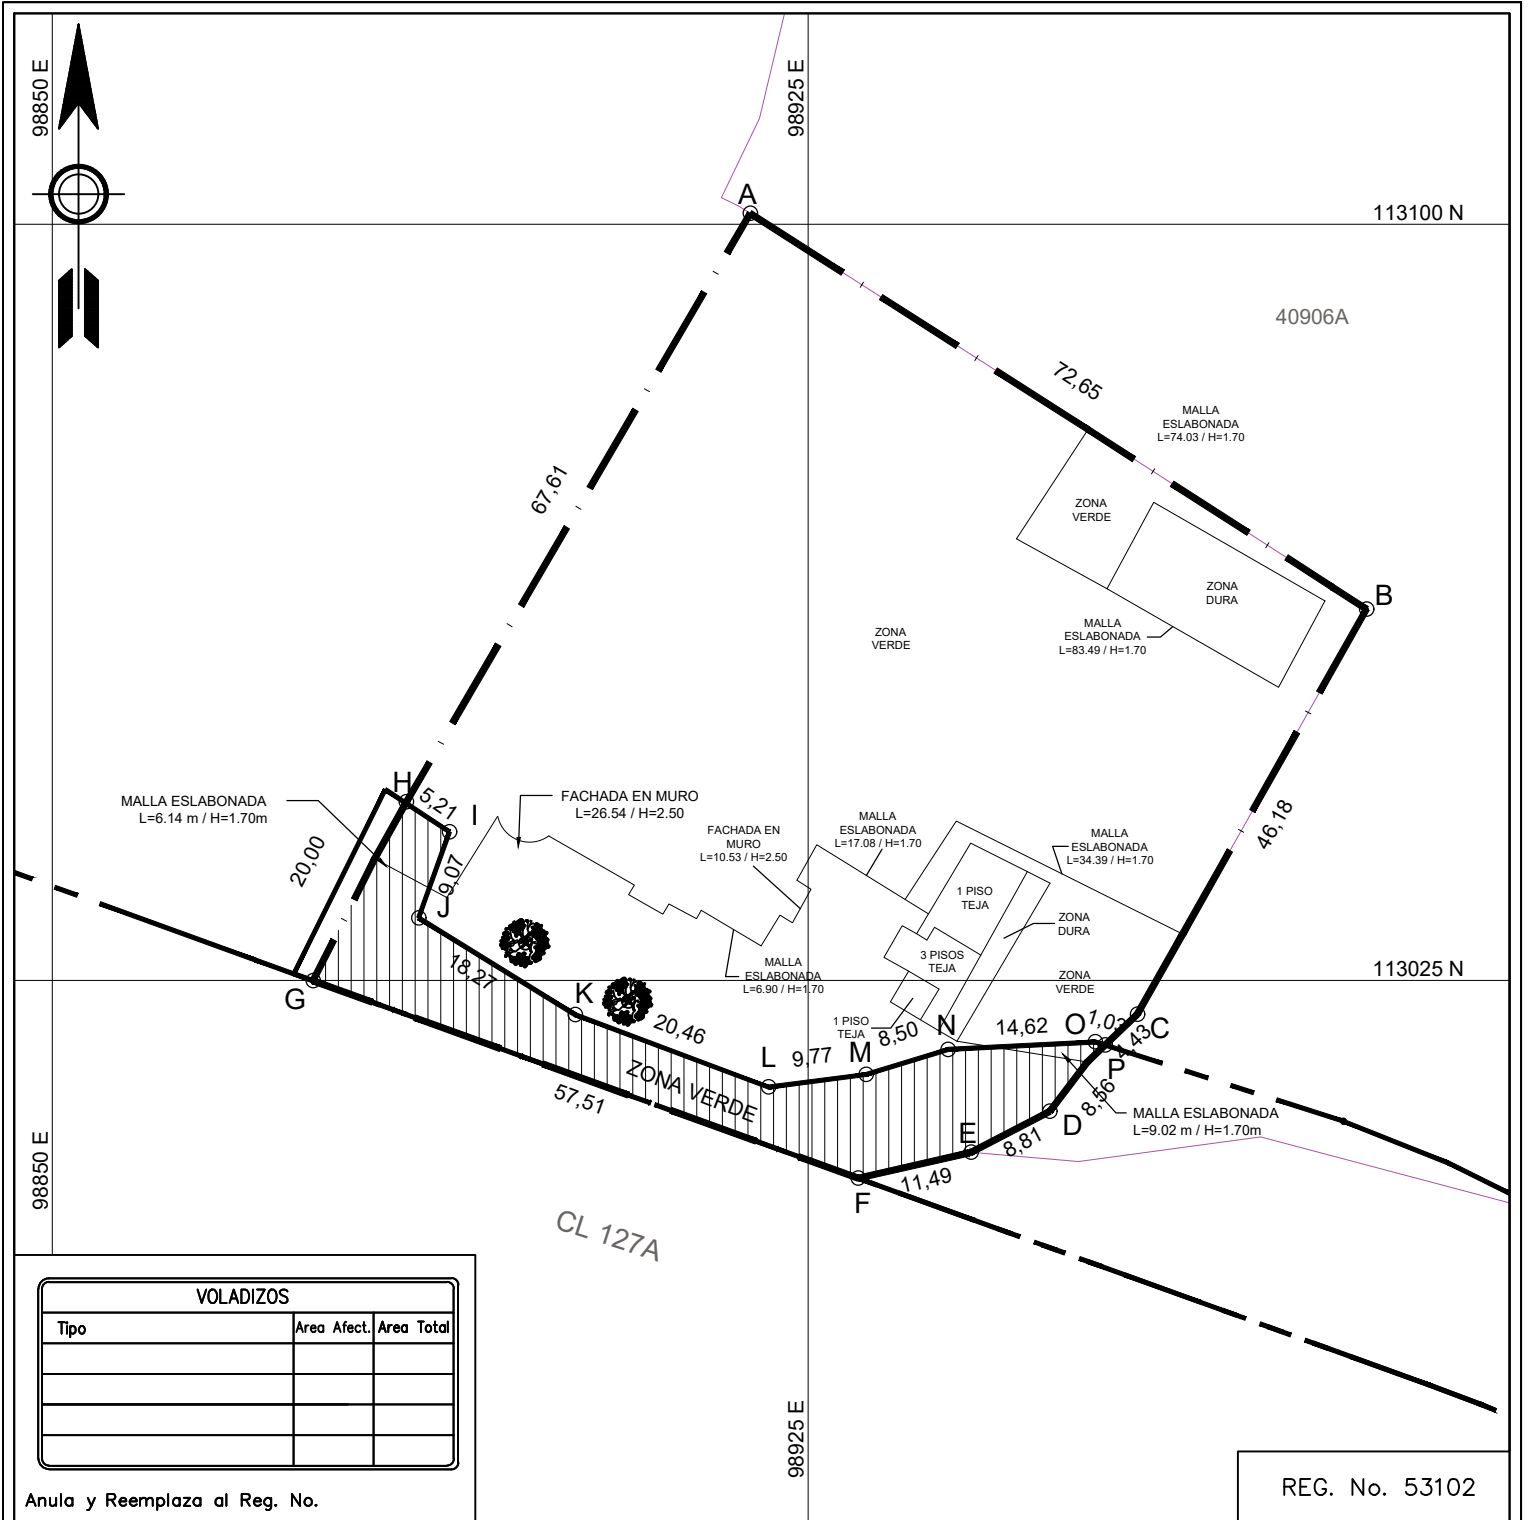 98850 E
98925 E
A
113100 N
40906A
72,65
MALLA
ESLABONADA
L=74.03 / H=1.70
67,61
ZONA
VERDE
ZONA
DURA
B
MALLA
ESLABONADA
L=83.49 / H=1.70
ZONA
VERDE
H
5,21
I
MALLA ESLABONADA
L=6.14 m / H=1.70m
FACHADA EN MURO
L=26.54 / H=2.50
FACHADA EN
MURO
L=10.53 / H=2.50
MALLA
ESLABONADA
L=17.08 / H=1.70
MALLA
ESLABONADA
L=34.39 / H=1.70
46,18
20,00
9,07
J
1 PISO
TEJA
ZONA
DURA
3 PISOS
TEJA
18,27
MALLA
ESLABONADA
L=6.90 / H=1.70
ZONA
VERDE
113025 N
G
K
20,46
1 PISO
TEJA
8,50
N
14,62
O
1,03
C
4,43
P
L
9,77
M
ZONA VERDE
57,51
8,56
D
MALLA ESLABONADA
L=9.02 m / H=1.70m
E
8,81
11,49
F
98850 E
CL 127A
VOLADIZOS
Tipo
Area Afect.
Area Total
98925 E
Anula y Reemplaza al Reg. No.
REG. No. 53102